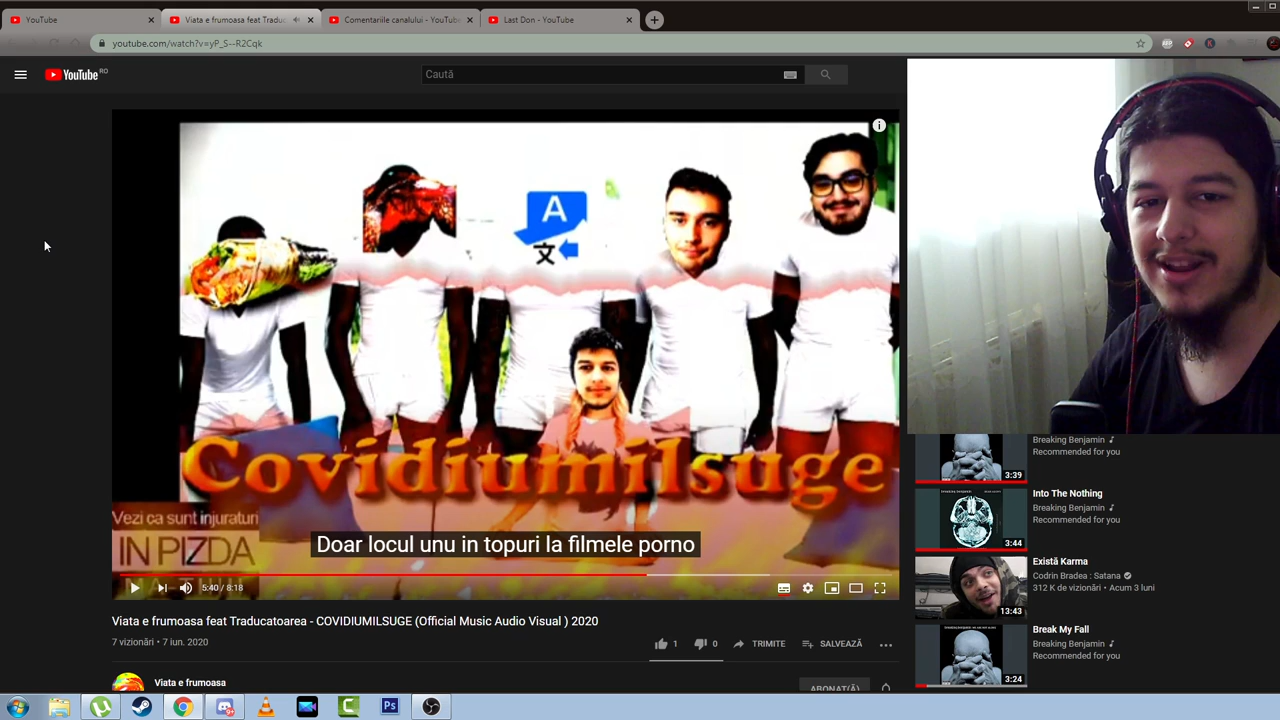 YouTube
Viata e frumoasa feat Traduc
Comentariile canalului - YouTube
Last Don - YouTube
youtube.com/watch?v=yP_S--R2Cqk
ABP
K
YouTube RO
Caută
i
A
文
Covidiumilsuge
Vezi ca sunt injuraturi
IN PIZDA
Doar locul unu in topuri la filmele porno
5:40 / 8:18
Viata e frumoasa feat Traducatoarea - COVIDIUMILSUGE (Official Music Audio Visual ) 2020
7 vizionări • 7 iun. 2020
1
0
TRIMITE
SALVEAZĂ
Viata e frumoasa
ABONAT(Ă)
Breaking Benjamin
Recommended for you
3:39
Into The Nothing
Breaking Benjamin
Recommended for you
3:44
Există Karma
Codrin Bradea : Satana
312 K de vizionări • Acum 3 luni
13:43
Break My Fall
Breaking Benjamin
Recommended for you
3:24
Ps